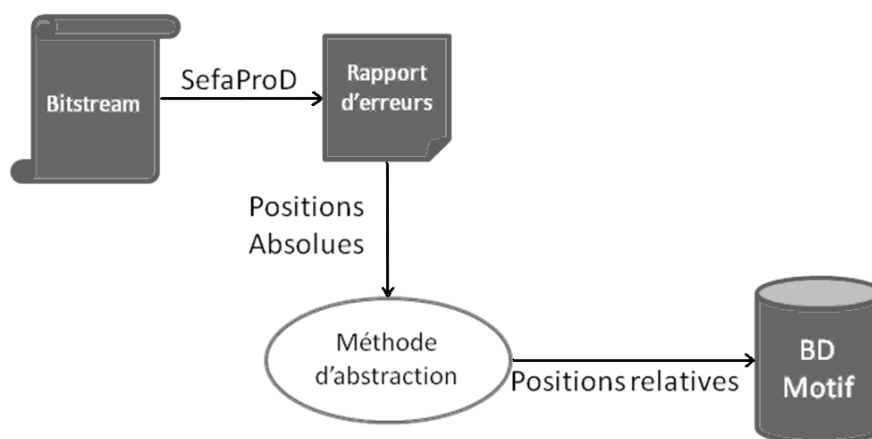 Bitstream
SefaProD
Rapport
d'erreurs
Positions
Absolues
Méthode
d'abstraction
Positions relatives
BD
Motif